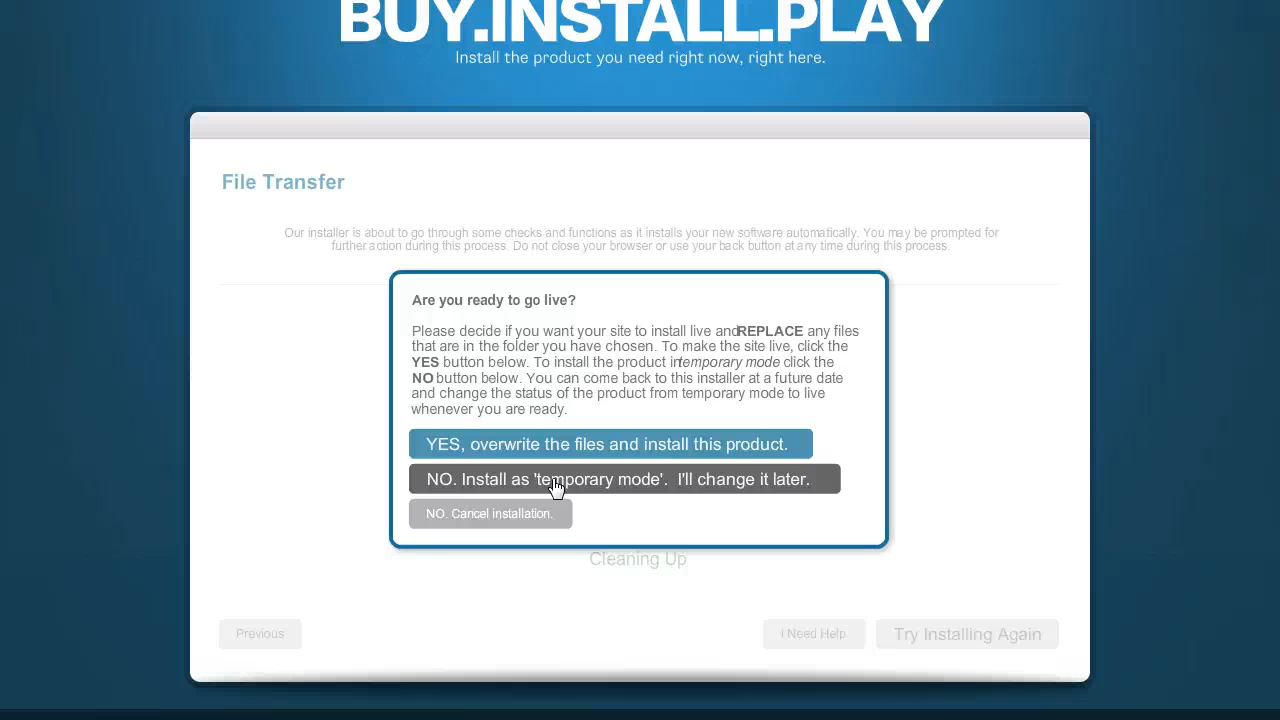 BUY.INSTALL.PLAY
Install the product you need right now, right here.
File Transfer
Our installer is about to go through some checks and functions as it installs your new software automatically. You may be prompted for
further action during this process. Do not close your browser or use your back button at any time during this process.
Are you ready to go live?
Please decide if you want your site to install live and REPLACE any files
that are in the folder you have chosen. To make the site live, click the
YES button below. To install the product in temporary mode click the
NO button below. You can come back to this installer at a future date
and change the status of the product from temporary mode to live
whenever you are ready.
YES, overwrite the files and install this product.
NO. Install as 'temporary mode'. I'll change it later.
NO. Cancel installation.
Cleaning Up
Previous
I Need Help
Try Installing Again